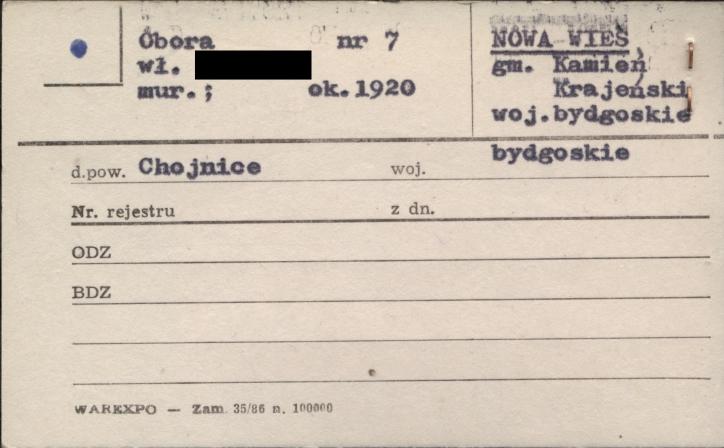 Obora nr 7
wł.
mur.; ok.1920
NOWA WIEŚ,
gm. Kamień
Krajeński
woj.bydgoskie
d.pow. Chojnice woj. bydgoskie
Nr. rejestru z dn.
ODZ
BDZ
WAREXPO — Zam. 35/86 n. 100000